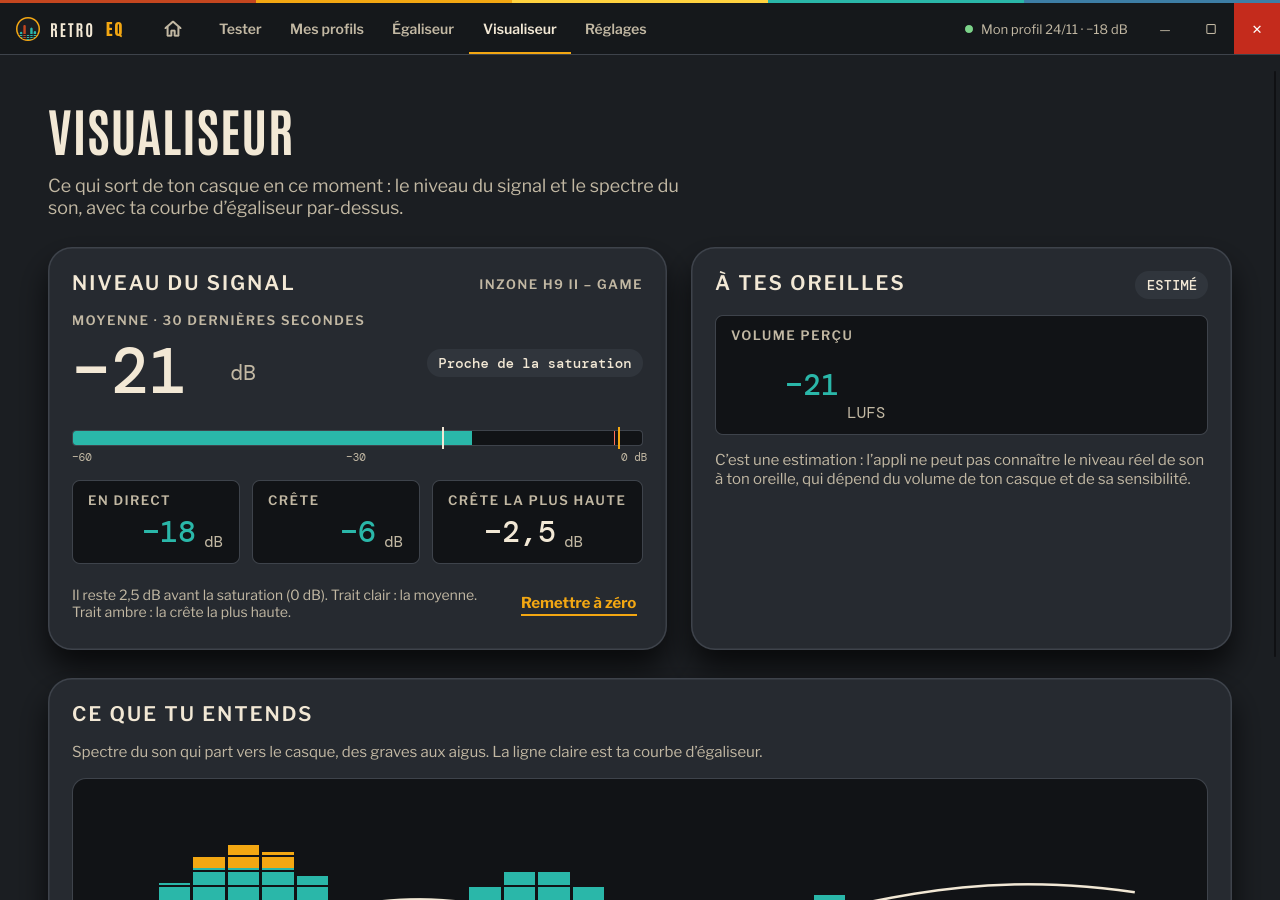 RETRO EQ
Tester
Mes profils
Égaliseur
Visualiseur
Réglages
Mon profil 24/11 · −18 dB
VISUALISEUR
Ce qui sort de ton casque en ce moment : le niveau du signal et le spectre du
son, avec ta courbe d’égaliseur par-dessus.
NIVEAU DU SIGNAL
INZONE H9 II – GAME
MOYENNE · 30 DERNIÈRES SECONDES
−21 dB
Proche de la saturation
−60
−30
0 dB
EN DIRECT
−18 dB
CRÊTE
−6 dB
CRÊTE LA PLUS HAUTE
−2,5 dB
Il reste 2,5 dB avant la saturation (0 dB). Trait clair : la moyenne.
Trait ambre : la crête la plus haute.
Remettre à zéro
À TES OREILLES
ESTIMÉ
VOLUME PERÇU
−21
LUFS
C’est une estimation : l’appli ne peut pas connaître le niveau réel de son
à ton oreille, qui dépend du volume de ton casque et de sa sensibilité.
CE QUE TU ENTENDS
Spectre du son qui part vers le casque, des graves aux aigus. La ligne claire est ta courbe d’égaliseur.